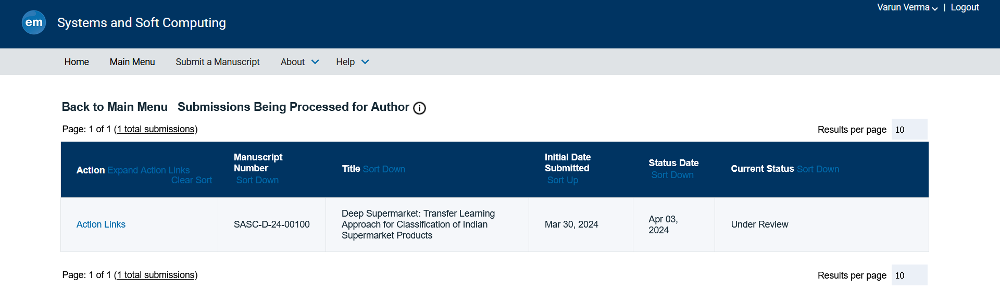 Varun Verma | Logout
em
Systems and Soft Computing
Home Main Menu Submit a Manuscript About Help
Back to Main Menu Submissions Being Processed for Author
Page: 1 of 1 (1 total submissions)
Results per page 10
Action Expand Action Links
Clear Sort
Manuscript
Number
Sort Down
Title Sort Down
Initial Date
Submitted
Sort Up
Status Date
Sort Down
Current Status Sort Down
Action Links
SASC-D-24-00100
Deep Supermarket: Transfer Learning
Approach for Classification of Indian
Supermarket Products
Mar 30, 2024
Apr 03,
2024
Under Review
Page: 1 of 1 (1 total submissions)
Results per page 10